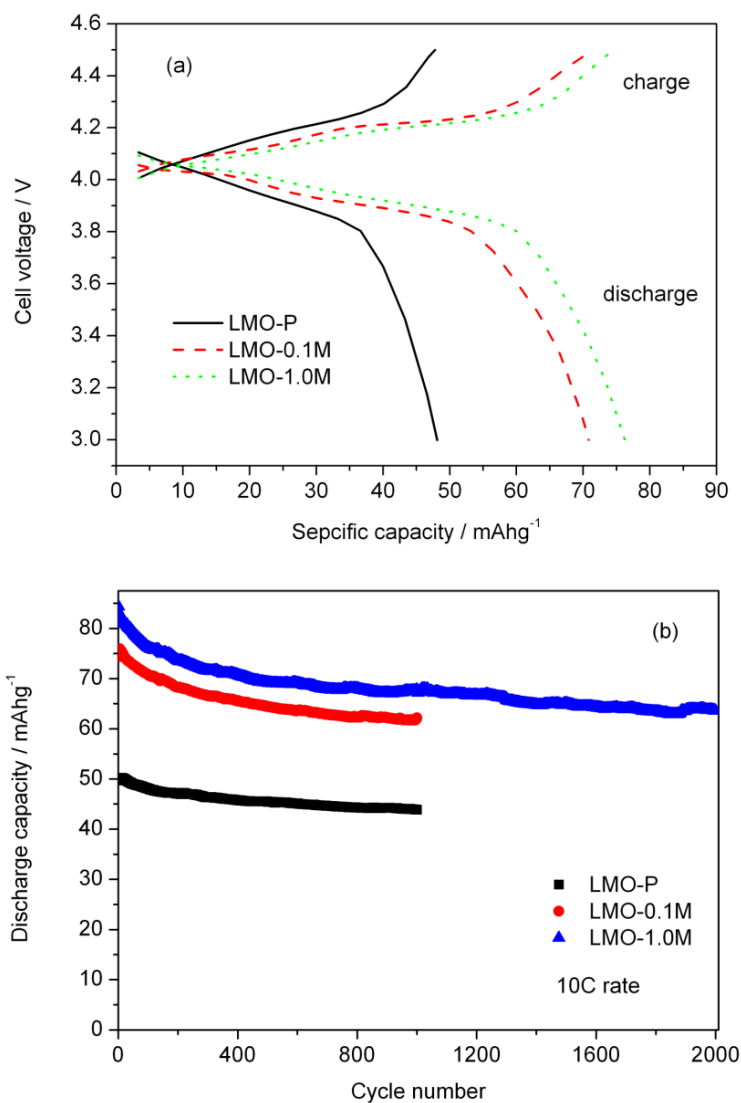 4.6
(a)
4.4
charge
4.2
4.0
Cell voltage / V
3.8
3.6
discharge
LMO-P
3.4
LMO-0.1M
LMO-1.0M
3.2
3.0
0 10 20 30 40 50 60 70 80 90
Sepcific capacity / mAhg⁻¹
(b)
80
70
60
50
Discharge capacity / mAhg⁻¹
40
30
LMO-P
20
LMO-0.1M
LMO-1.0M
10
10C rate
0
0 400 800 1200 1600 2000
Cycle number